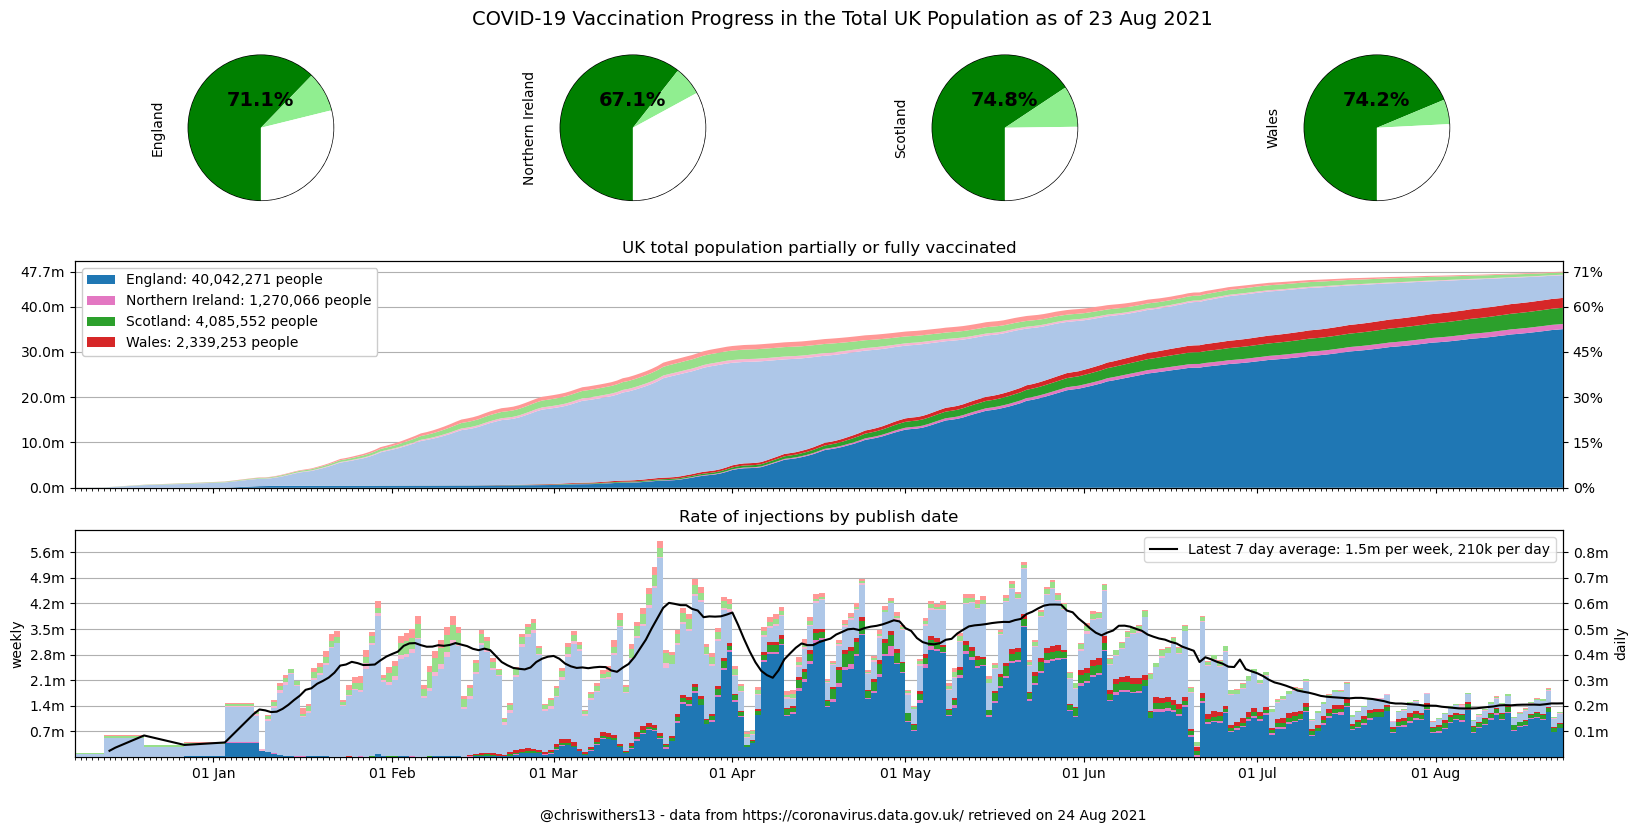 COVID-19 Vaccination Progress in the Total UK Population as of 23 Aug 2021
England
71.1%
Northern Ireland
67.1%
Scotland
74.8%
Wales
74.2%
UK total population partially or fully vaccinated
47.7m
40.0m
30.0m
20.0m
10.0m
0.0m
England: 40,042,271 people
Northern Ireland: 1,270,066 people
Scotland: 4,085,552 people
Wales: 2,339,253 people
71%
60%
45%
30%
15%
0%
Rate of injections by publish date
weekly
5.6m
4.9m
4.2m
3.5m
2.8m
2.1m
1.4m
0.7m
Latest 7 day average: 1.5m per week, 210k per day
0.8m
0.7m
0.6m
0.5m
0.4m
0.3m
0.2m
0.1m
daily
01 Jan
01 Feb
01 Mar
01 Apr
01 May
01 Jun
01 Jul
01 Aug
@chriswithers13 - data from https://coronavirus.data.gov.uk/ retrieved on 24 Aug 2021